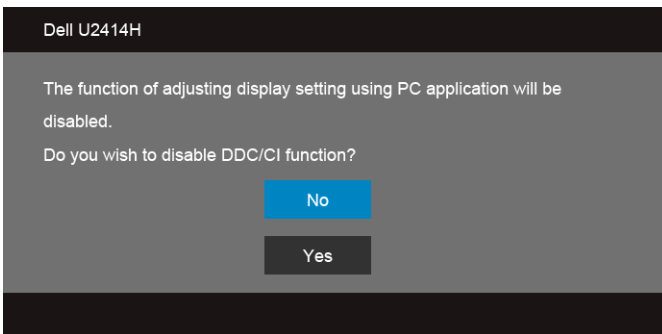 Dell U2414H
The function of adjusting display setting using PC application will be
disabled.
Do you wish to disable DDC/CI function?
No
Yes